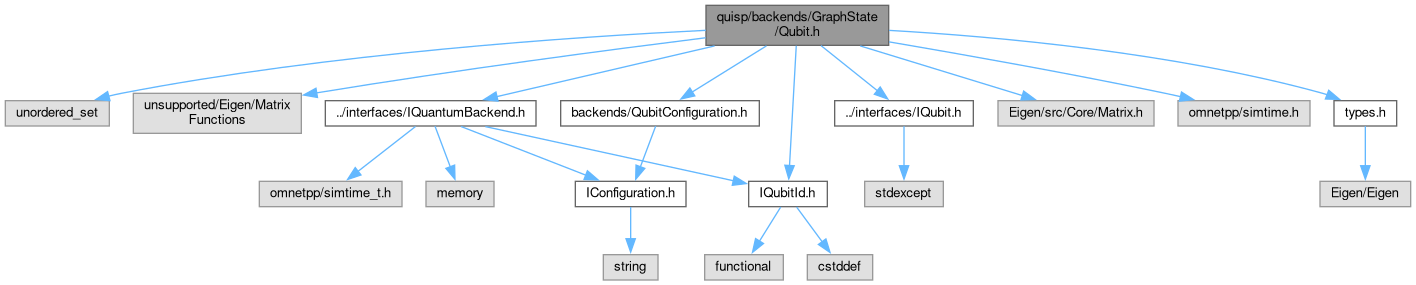 quisp/backends/GraphState
/Qubit.h
unordered_set
unsupported/Eigen/Matrix
Functions
../interfaces/IQuantumBackend.h
backends/QubitConfiguration.h
../interfaces/IQubit.h
Eigen/src/Core/Matrix.h
omnetpp/simtime.h
types.h
omnetpp/simtime_t.h
memory
IConfiguration.h
IQubitId.h
stdexcept
Eigen/Eigen
string
functional
cstddef